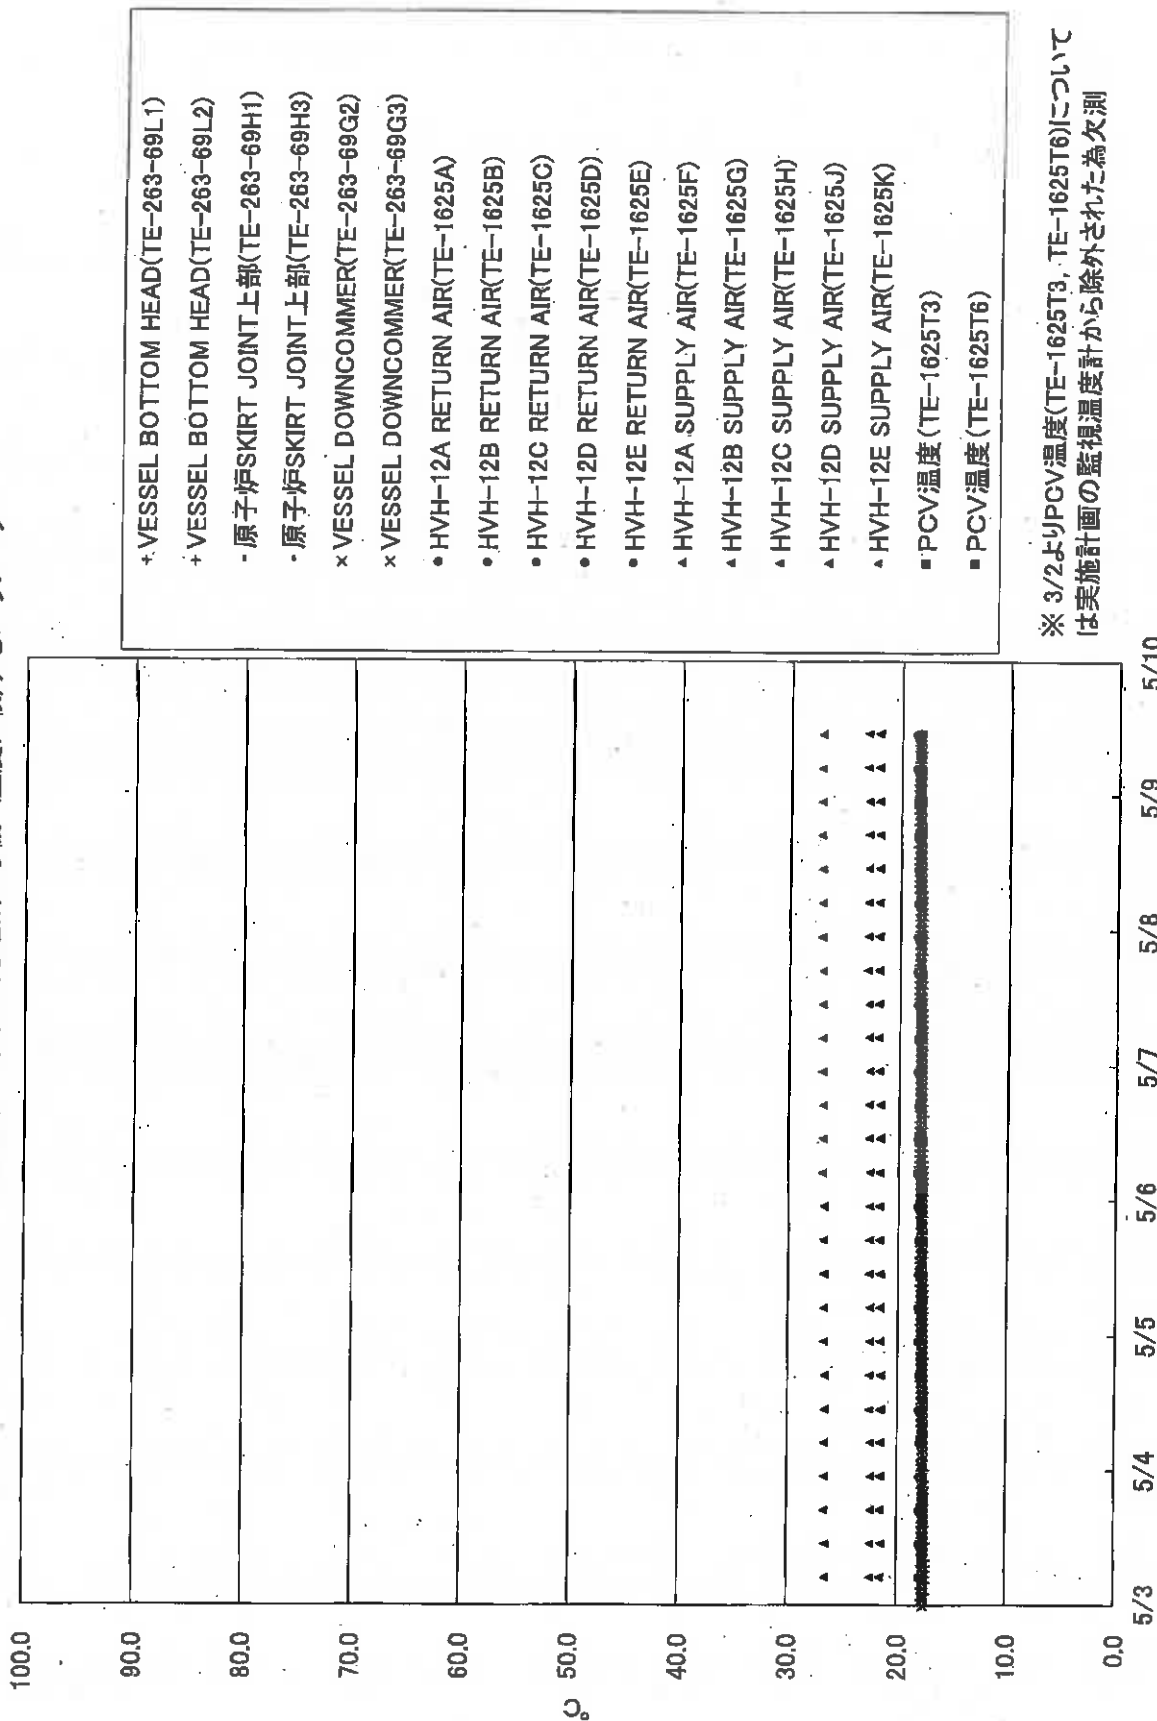 100.0
90.0
80.0
70.0
60.0
50.0
40.0
30.0
20.0
10.0
0.0
℃
5/3 5/4 5/5 5/6 5/7 5/8 5/9 5/10
+ VESSEL BOTTOM HEAD(TE-263-69L1)
+ VESSEL BOTTOM HEAD(TE-263-69L2)
- 原子炉SKIRT JOINT上部(TE-263-69H1)
- 原子炉SKIRT JOINT上部(TE-263-69H3)
× VESSEL DOWNCOMMER(TE-263-69G2)
× VESSEL DOWNCOMMER(TE-263-69G3)
● HVH-12A RETURN AIR(TE-1625A)
● HVH-12B RETURN AIR(TE-1625B)
● HVH-12C RETURN AIR(TE-1625C)
● HVH-12D RETURN AIR(TE-1625D)
● HVH-12E RETURN AIR(TE-1625E)
▲ HVH-12A SUPPLY AIR(TE-1625F)
▲ HVH-12B SUPPLY AIR(TE-1625G)
▲ HVH-12C SUPPLY AIR(TE-1625H)
▲ HVH-12D SUPPLY AIR(TE-1625J)
▲ HVH-12E SUPPLY AIR(TE-1625K)
■ PCV温度(TE-1625T3)
■ PCV温度(TE-1625T6)
※ 3/2よりPCV温度(TE-1625T3, TE-1625T6)について
は実施計画の監視温度計から除外された為欠測